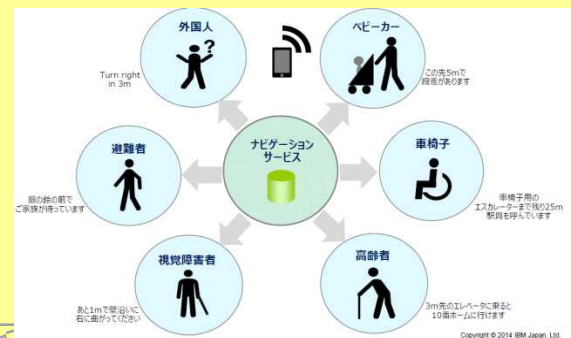 外国人
?
Turn right
in 3m
ベビーカー
この先5mで
段差があります
ナビゲーション
サービス
避難者
銀の鈴の前で
ご家族が待っています
車椅子
車椅子用の
エスカレーターまで残り25m
駅員を呼んでいます
視覚障害者
あと1mで壁沿いに
右に曲がってください
高齢者
3m先のエレベータに乗ると
10番ホームに行けます
Copyright © 2014 IBM Japan, Ltd.